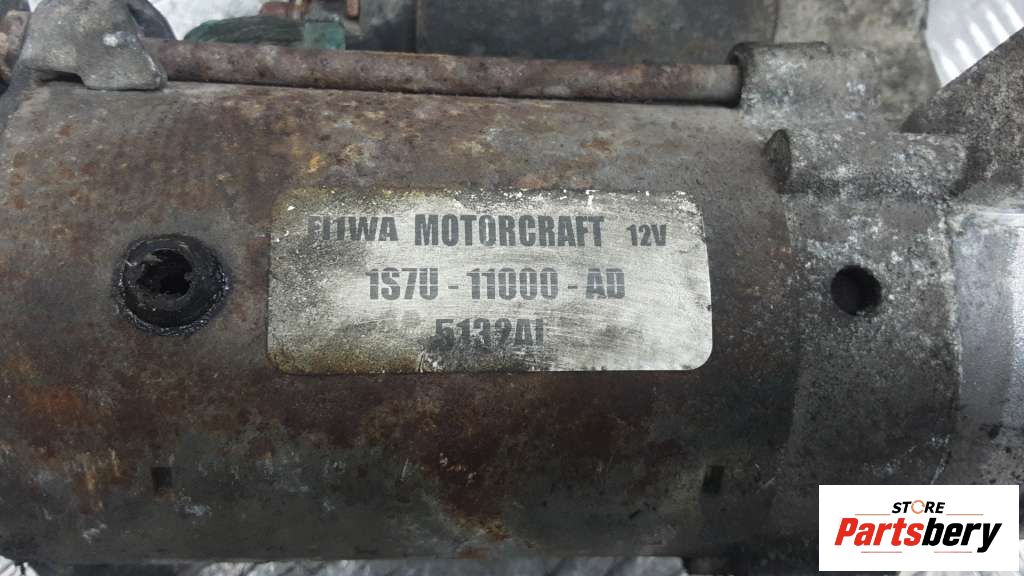 MOTORCRAFT 12V
1S7U - 11000 - AD
STORE
Partsbery